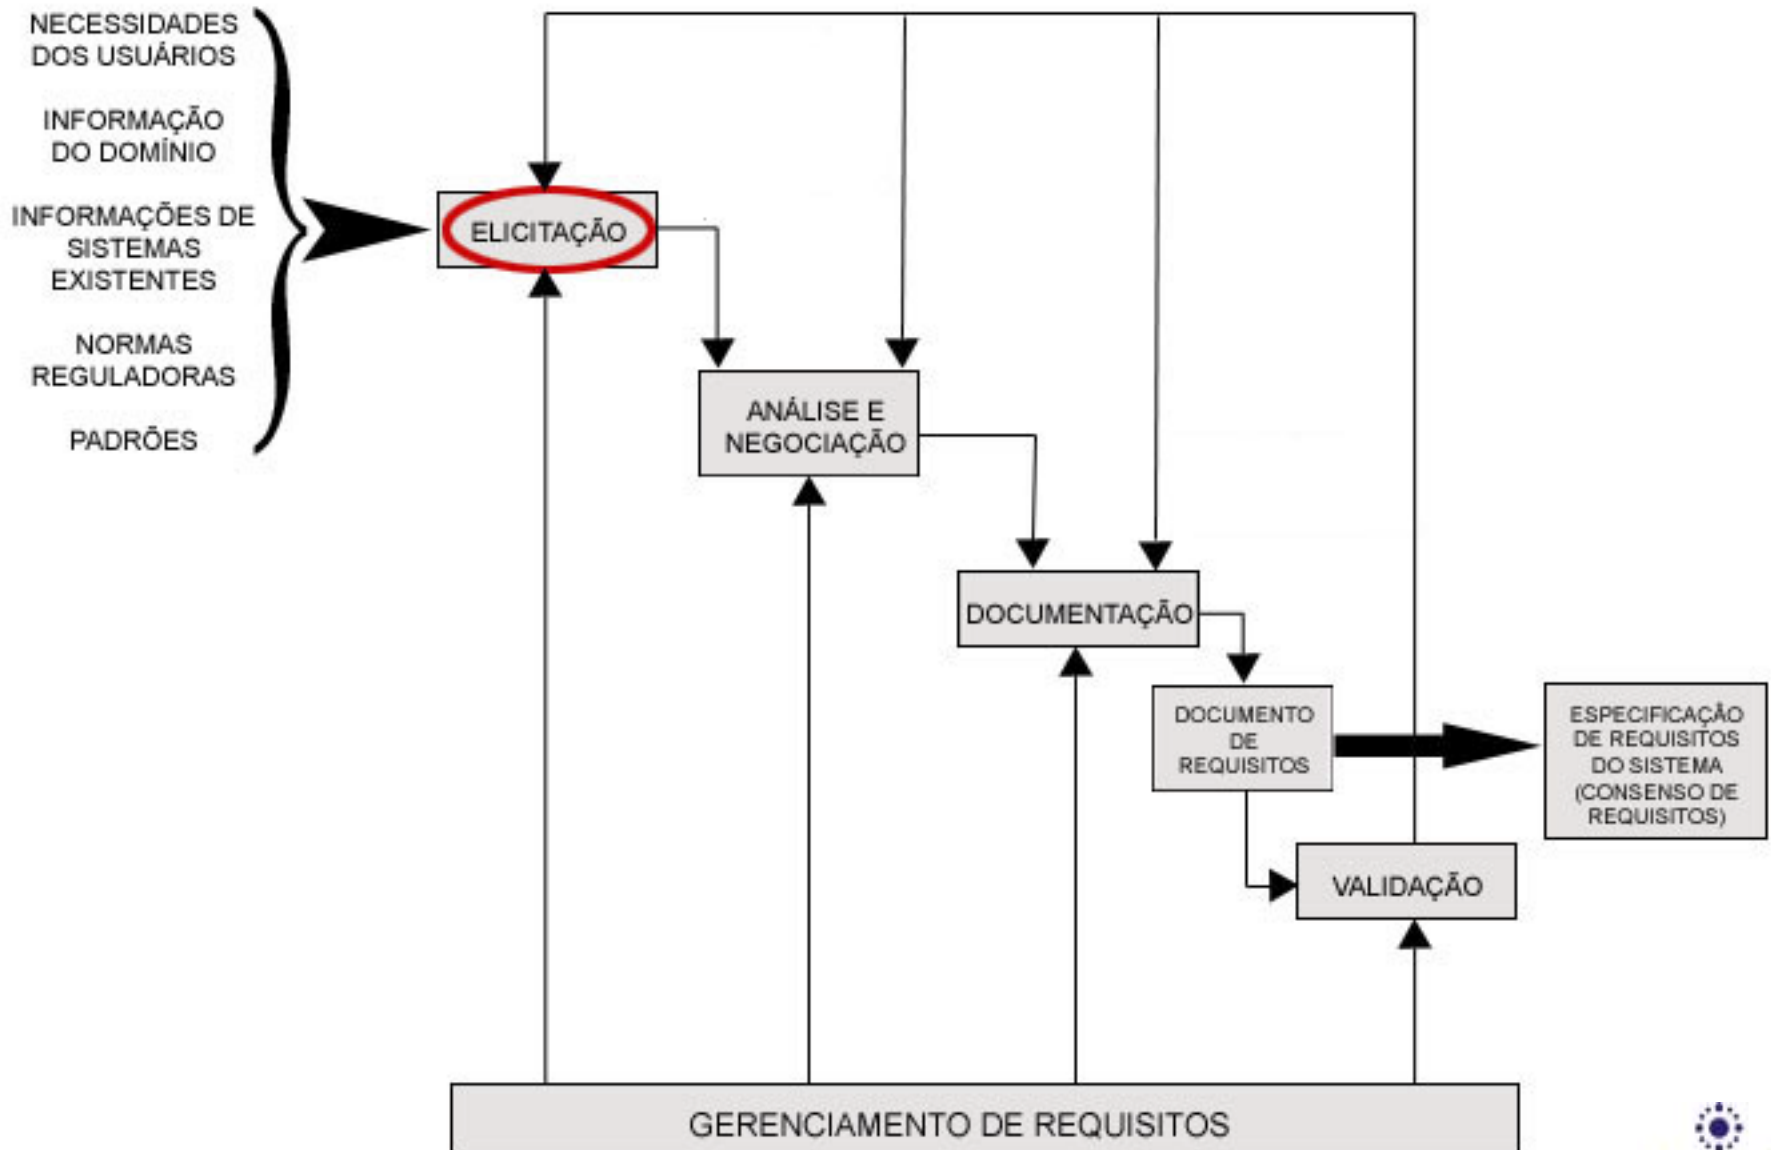 NECESSIDADES
DOS USUÁRIOS
INFORMAÇÃO
DO DOMÍNIO
INFORMAÇÕES DE
SISTEMAS
EXISTENTES
NORMAS
REGULADORAS
PADRÕES
ELICITAÇÃO
ANÁLISE E
NEGOCIAÇÃO
DOCUMENTAÇÃO
DOCUMENTO
DE
REQUISITOS
ESPECIFICAÇÃO
DE REQUISITOS
DO SISTEMA
(CONSENSO DE
REQUISITOS)
VALIDAÇÃO
GERENCIAMENTO DE REQUISITOS